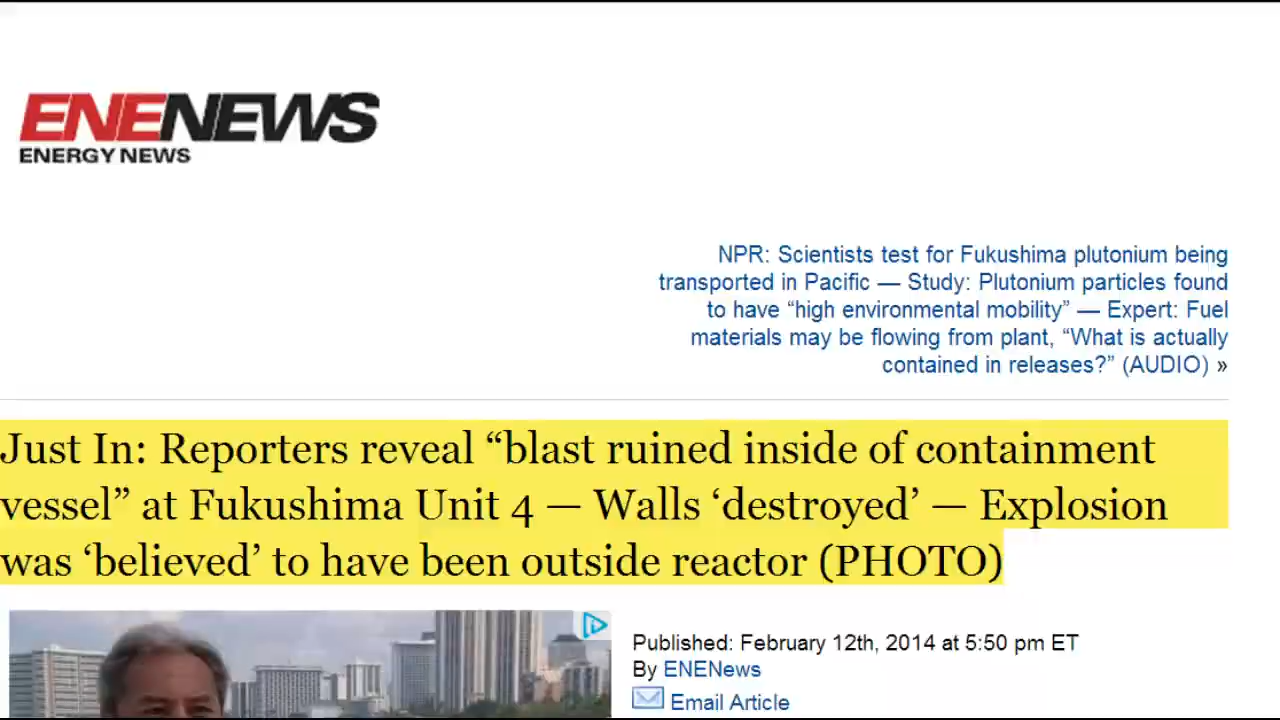 ENENEWS
ENERGY NEWS
NPR: Scientists test for Fukushima plutonium being
transported in Pacific — Study: Plutonium particles found
to have “high environmental mobility” — Expert: Fuel
materials may be flowing from plant, “What is actually
contained in releases?” (AUDIO) »
Just In: Reporters reveal “blast ruined inside of containment
vessel” at Fukushima Unit 4 — Walls ‘destroyed’ — Explosion
was ‘believed’ to have been outside reactor (PHOTO)
Published: February 12th, 2014 at 5:50 pm ET
By ENENews
Email Article